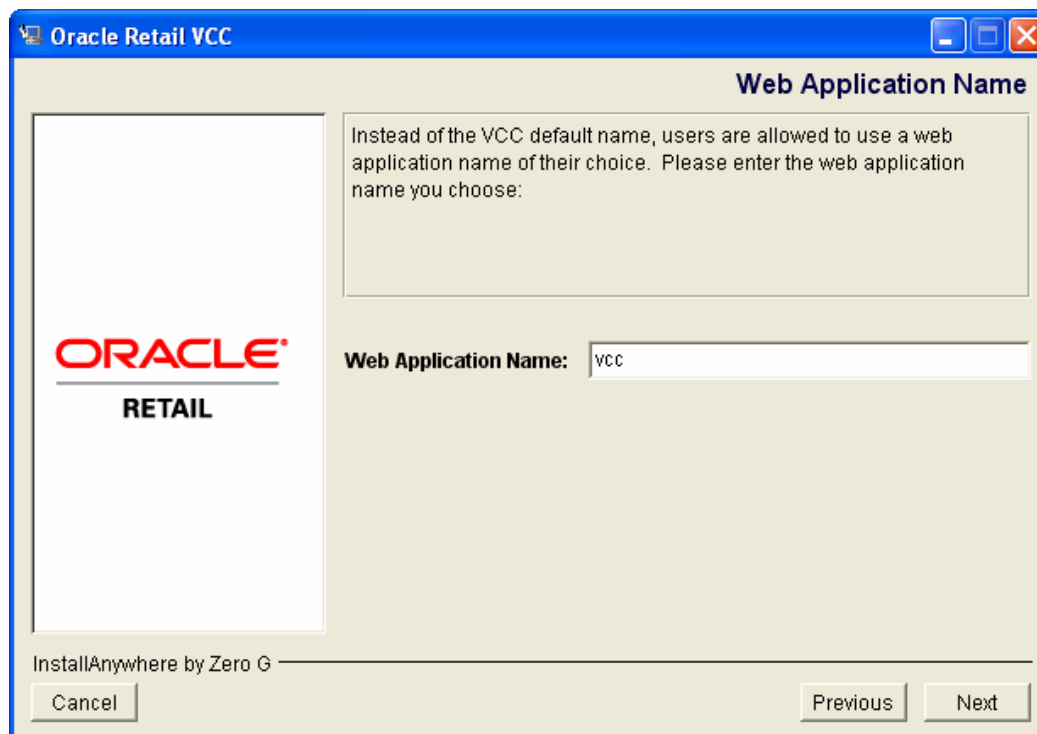 Oracle Retail VCC
Web Application Name
Instead of the VCC default name, users are allowed to use a web
application name of their choice.  Please enter the web application
name you choose:
ORACLE®
RETAIL
Web Application Name: vcc
InstallAnywhere by Zero G
Cancel Previous Next